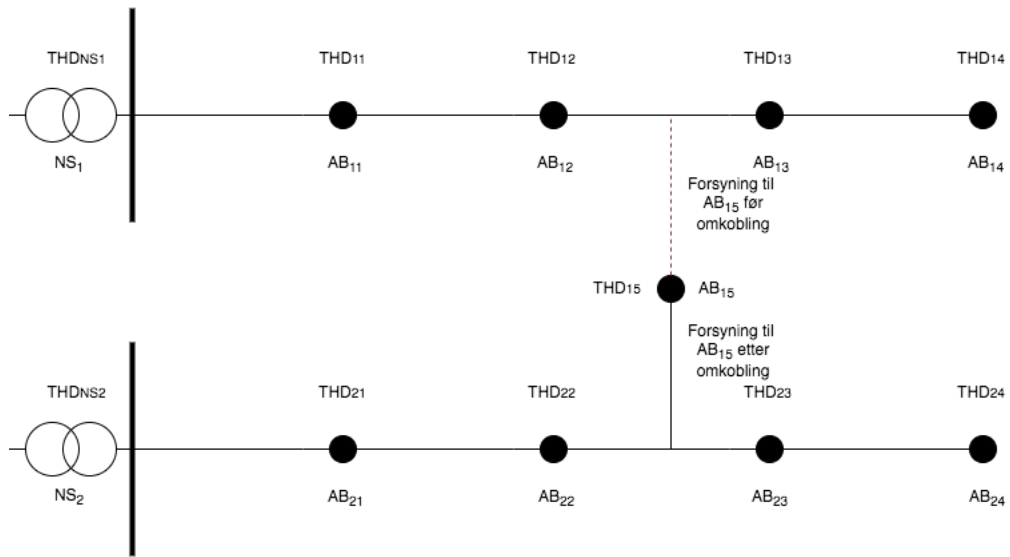 THDNS1 THD11 THD12 THD13 THD14
NS1 AB11 AB12 AB13 AB14
Forsyning til
AB15 før
omkobling
THD15 AB15
Forsyning til
AB15 etter
omkobling
THDNS2 THD21 THD22 THD23 THD24
NS2 AB21 AB22 AB23 AB24